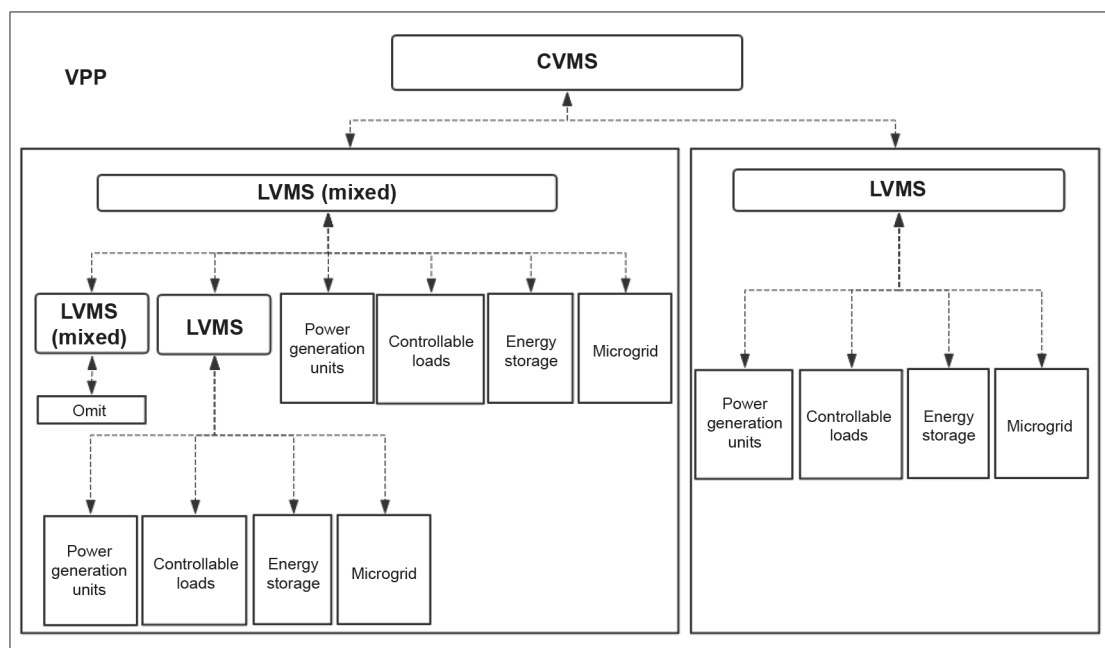 VPP
CVMS
LVMS (mixed)
LVMS
LVMS
(mixed)
LVMS
Power
generation
units
Controllable
loads
Energy
storage
Microgrid
Omit
Power
generation
units
Controllable
loads
Energy
storage
Microgrid
Power
generation
units
Controllable
loads
Energy
storage
Microgrid